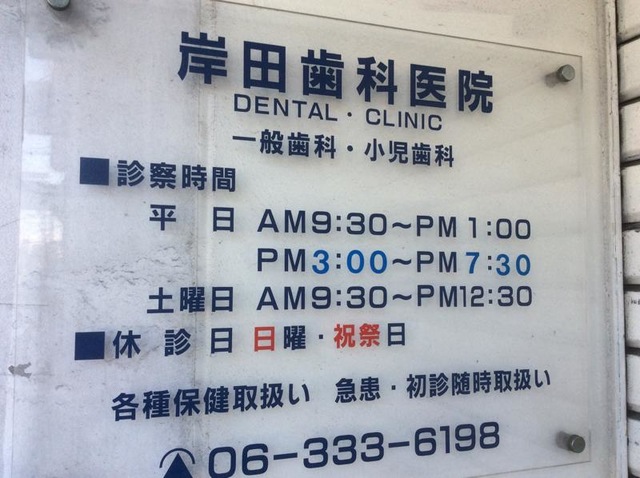 岸田歯科医院
DENTAL・CLINIC
一般歯科・小児歯科
■診察時間
平日 AM9:30～PM1:00
PM3:00～PM7:30
土曜日 AM9:30～PM12:30
■休診日 日曜・祝祭日
各種保健取扱い 急患・初診随時取扱い
06-333-6198